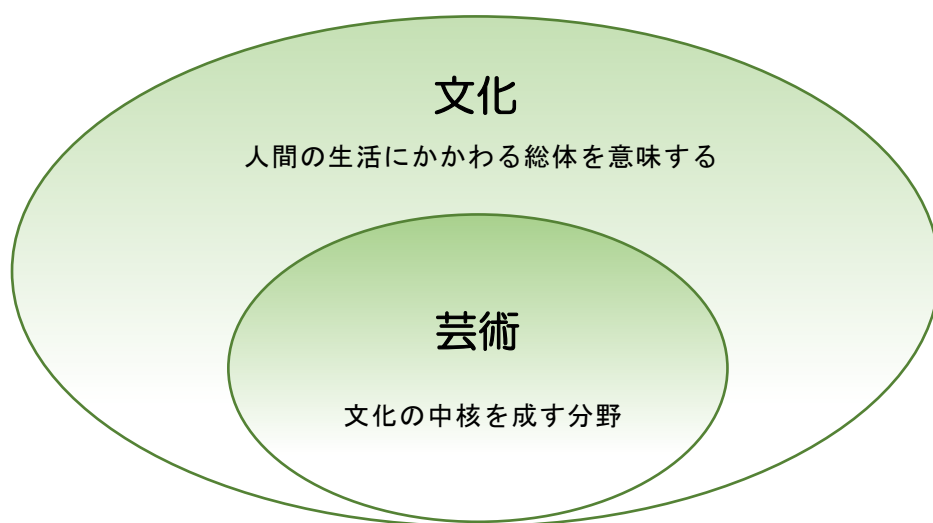 文化
人間の生活にかかわる総体を意味する
芸術
文化の中核を成す分野